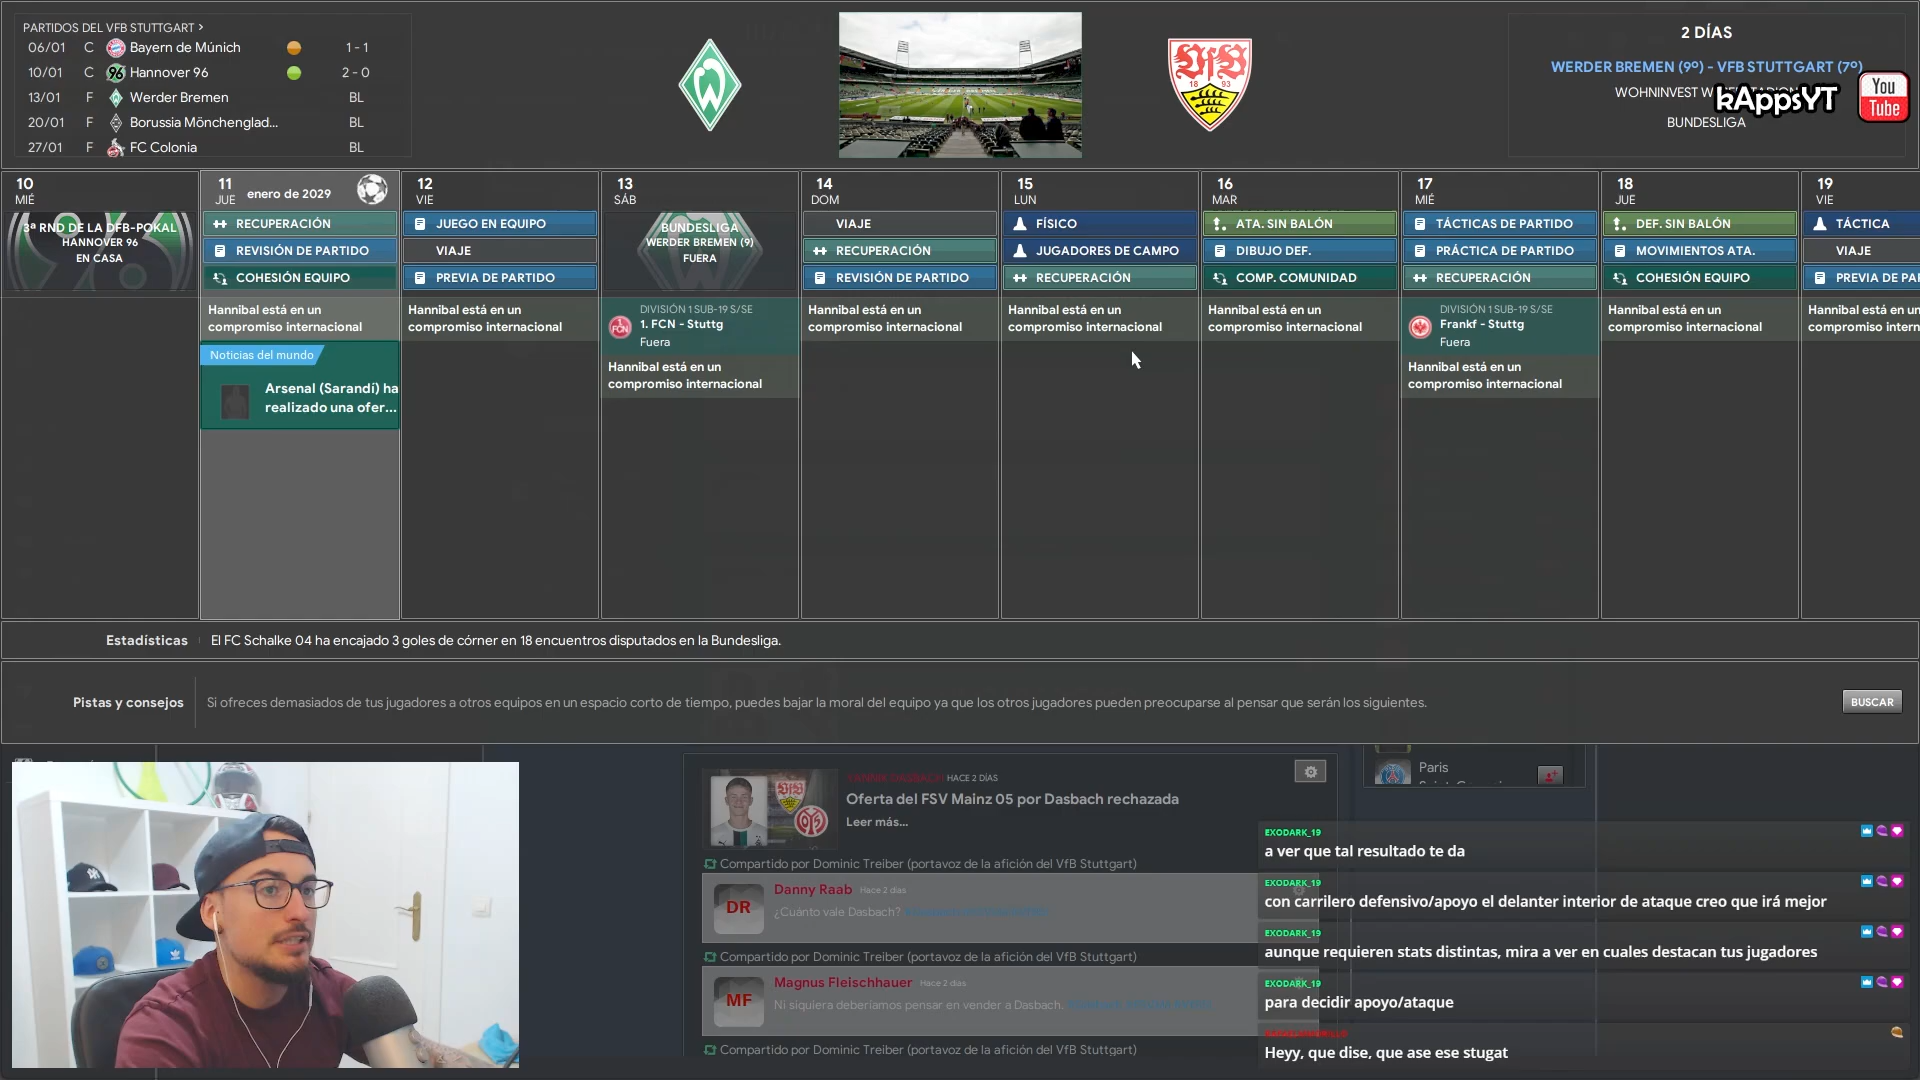 PARTIDOS DEL VFB STUTTGART >
06/01 C Bayern de Múnich 1 - 1
10/01 C Hannover 96 2 - 0
13/01 F Werder Bremen BL
20/01 F Borussia Mönchenglad... BL
27/01 F FC Colonia BL
2 DÍAS
WERDER BREMEN (9º) - VFB STUTTGART (7º)
WOHNINVEST
BUNDESLIGA
kAppsYT
You
Tube
10
MIÉ
3ª RND DE LA DFB-POKAL
HANNOVER 96
EN CASA
11
JUE enero de 2029
RECUPERACIÓN
REVISIÓN DE PARTIDO
COHESIÓN EQUIPO
Hannibal está en un
compromiso internacional
Noticias del mundo
Arsenal (Sarandí) ha
realizado una ofer...
12
VIE
JUEGO EN EQUIPO
VIAJE
PREVIA DE PARTIDO
Hannibal está en un
compromiso internacional
13
SÁB
BUNDESLIGA
WERDER BREMEN (9)
FUERA
DIVISIÓN 1 SUB-19 S/SE
1. FCN - Stuttg
Fuera
Hannibal está en un
compromiso internacional
14
DOM
VIAJE
RECUPERACIÓN
REVISIÓN DE PARTIDO
Hannibal está en un
compromiso internacional
15
LUN
FÍSICO
JUGADORES DE CAMPO
RECUPERACIÓN
Hannibal está en un
compromiso internacional
16
MAR
ATA. SIN BALÓN
DIBUJO DEF.
COMP. COMUNIDAD
Hannibal está en un
compromiso internacional
17
MIÉ
TÁCTICAS DE PARTIDO
PRÁCTICA DE PARTIDO
RECUPERACIÓN
DIVISIÓN 1 SUB-19 S/SE
Frankf - Stuttg
Fuera
Hannibal está en un
compromiso internacional
18
JUE
DEF. SIN BALÓN
MOVIMIENTOS ATA.
COHESIÓN EQUIPO
Hannibal está en un
compromiso internacional
19
VIE
TÁCTICA
VIAJE
PREVIA DE PA
Hannibal está en
compromiso intern
Estadísticas El FC Schalke 04 ha encajado 3 goles de córner en 18 encuentros disputados en la Bundesliga.
Pistas y consejos Si ofreces demasiados de tus jugadores a otros equipos en un espacio corto de tiempo, puedes bajar la moral del equipo ya que los otros jugadores pueden preocuparse al pensar que serán los siguientes.
BUSCAR
HACE 2 DÍAS
Oferta del FSV Mainz 05 por Dasbach rechazada
Leer más...
Compartido por Dominic Treiber (portavoz de la afición del VfB Stuttgart)
DR
Danny Raab Hace 2 días
¿Cuánto vale Dasbach?
Compartido por Dominic Treiber (portavoz de la afición del VfB Stuttgart)
MF
Magnus Fleischhauer Hace 2 días
Ni siquiera deberíamos pensar en vender a Dasbach.
Compartido por Dominic Treiber (portavoz de la afición del VfB Stuttgart)
Paris
EXODARK_19
a ver que tal resultado te da
EXODARK_19
con carrilero defensivo/apoyo el delanter interior de ataque creo que irá mejor
EXODARK_19
aunque requieren stats distintas, mira a ver en cuales destacan tus jugadores
EXODARK_19
para decidir apoyo/ataque
Heyy, que dise, que ase ese stugat